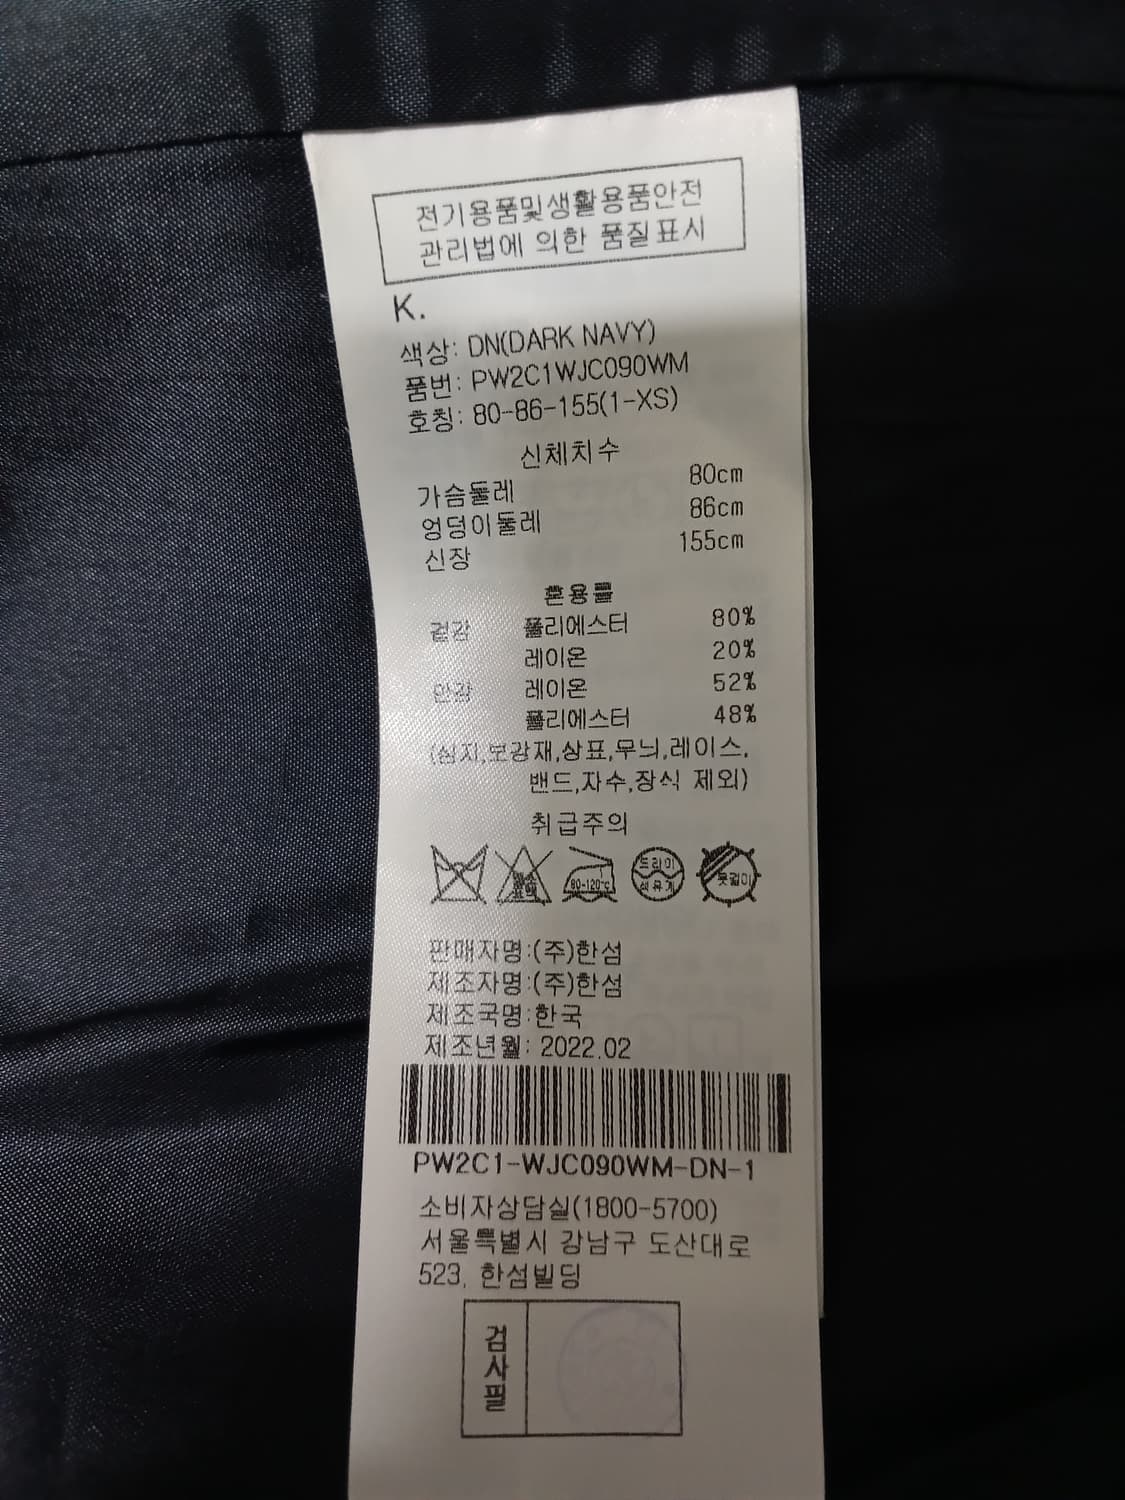 전기용품및생활용품안전
관리법에 의한 품질표시
K.
색상: DN(DARK NAVY)
품번: PW2C1WJC090WM
호칭: 80-86-155(1-XS)
신체치수
가슴둘레 80cm
엉덩이둘레 86cm
신장 155cm
혼용률
겉감 폴리에스터 80%
레이온 20%
안감 레이온 52%
폴리에스터 48%
(심지,보강재,상표,무늬,레이스,
밴드,자수,장식 제외)
취급주의
80-120℃ 드라이 옷걸이
석유계
판매자명:(주)한섬
제조자명:(주)한섬
제조국명:한국
제조년월: 2022.02
PW2C1-WJC090WM-DN-1
소비자상담실(1800-5700)
서울특별시 강남구 도산대로
523, 한섬빌딩
검사필